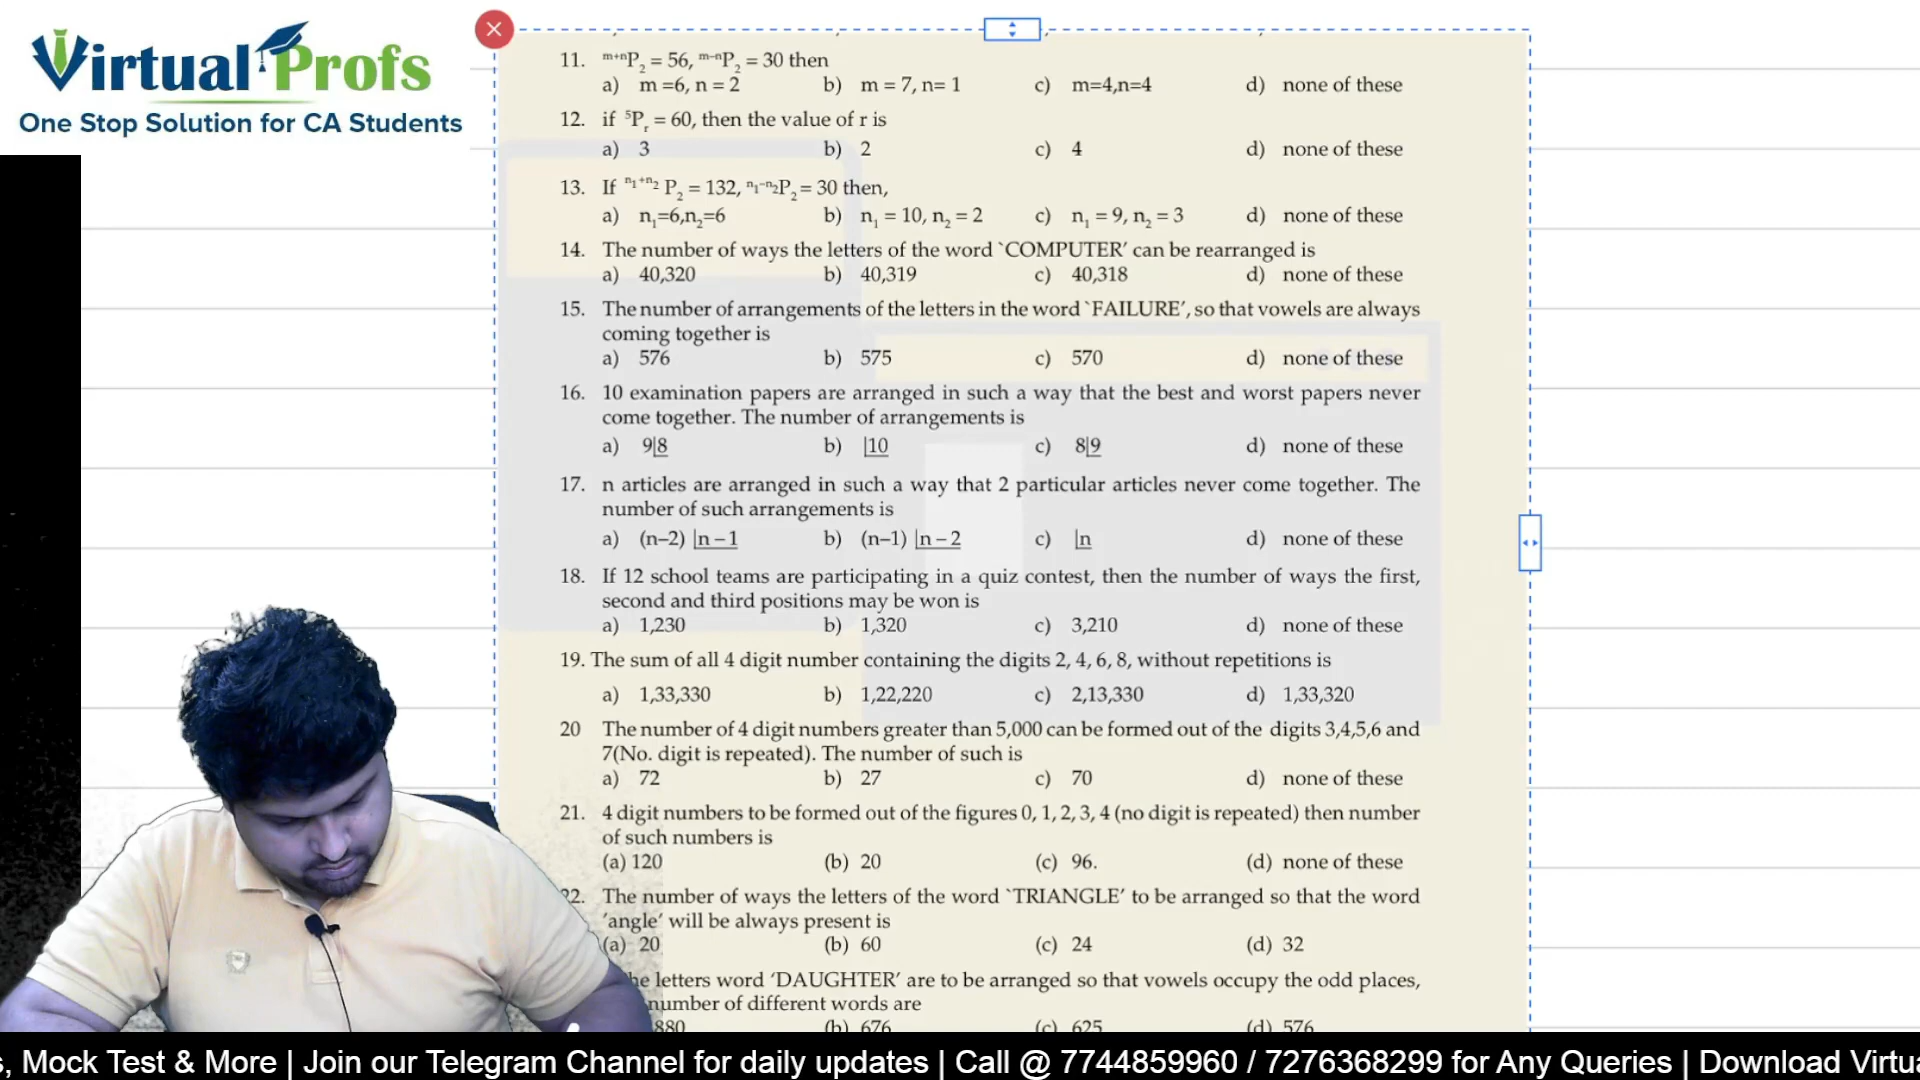 Virtual Profs
One Stop Solution for CA Students
11. ᵐ⁺ⁿP₂ = 56, ᵐ⁻ⁿP₂ = 30 then
a) m =6, n = 2 b) m = 7, n= 1 c) m=4,n=4 d) none of these
12. if ⁵Pᵣ = 60, then the value of r is
a) 3 b) 2 c) 4 d) none of these
13. If ⁿ¹⁺ⁿ² P₂ = 132, ⁿ¹⁻ⁿ²P₂ = 30 then,
a) n₁=6,n₂=6 b) n₁ = 10, n₂ = 2 c) n₁ = 9, n₂ = 3 d) none of these
14. The number of ways the letters of the word `COMPUTER' can be rearranged is
a) 40,320 b) 40,319 c) 40,318 d) none of these
15. The number of arrangements of the letters in the word `FAILURE', so that vowels are always
coming together is
a) 576 b) 575 c) 570 d) none of these
16. 10 examination papers are arranged in such a way that the best and worst papers never
come together. The number of arrangements is
a) 9|8 b) |10 c) 8|9 d) none of these
17. n articles are arranged in such a way that 2 particular articles never come together. The
number of such arrangements is
a) (n–2) |n – 1 b) (n–1) |n – 2 c) |n d) none of these
18. If 12 school teams are participating in a quiz contest, then the number of ways the first,
second and third positions may be won is
a) 1,230 b) 1,320 c) 3,210 d) none of these
19. The sum of all 4 digit number containing the digits 2, 4, 6, 8, without repetitions is
a) 1,33,330 b) 1,22,220 c) 2,13,330 d) 1,33,320
20 The number of 4 digit numbers greater than 5,000 can be formed out of the digits 3,4,5,6 and
7(No. digit is repeated). The number of such is
a) 72 b) 27 c) 70 d) none of these
21. 4 digit numbers to be formed out of the figures 0, 1, 2, 3, 4 (no digit is repeated) then number
of such numbers is
(a) 120 (b) 20 (c) 96. (d) none of these
22. The number of ways the letters of the word `TRIANGLE' to be arranged so that the word
'angle' will be always present is
(a) 20 (b) 60 (c) 24 (d) 32
letters word 'DAUGHTER' are to be arranged so that vowels occupy the odd places,
number of different words are
880 (b) 676 (c) 625 (d) 576
, Mock Test & More | Join our Telegram Channel for daily updates | Call @ 7744859960 / 7276368299 for Any Queries | Download Virtu